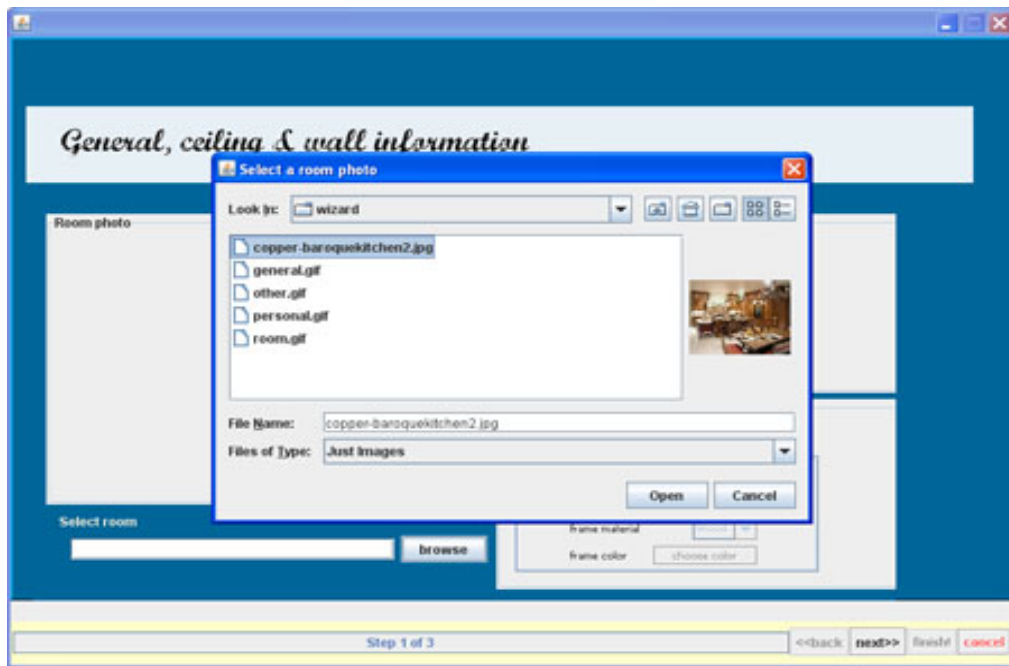 General, ceiling & wall information
Select a room photo
Look In: wizard
Room photo
copper-baroquekitchen2.jpg
general.gif
other.gif
personal.gif
room.gif
File Name: copper-baroquekitchen2.jpg
Files of Type: Just Images
Open Cancel
Select room
browse
frame material
frame color choose color
Step 1 of 3 <<back next>> finish! cancel